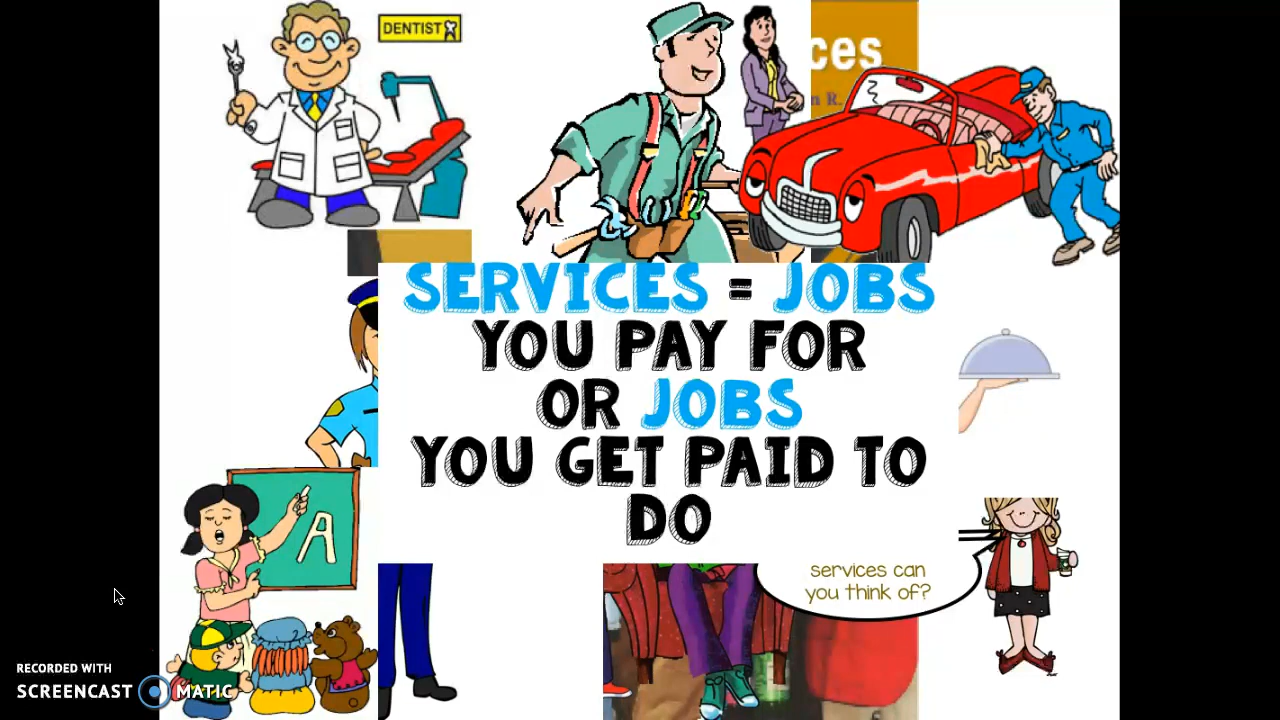 DENTIST
ces
n R.
SERVICES = JOBS
YOU PAY FOR
OR JOBS
YOU GET PAID TO
DO
A
services can
you think of?
RECORDED WITH
SCREENCAST MATIC